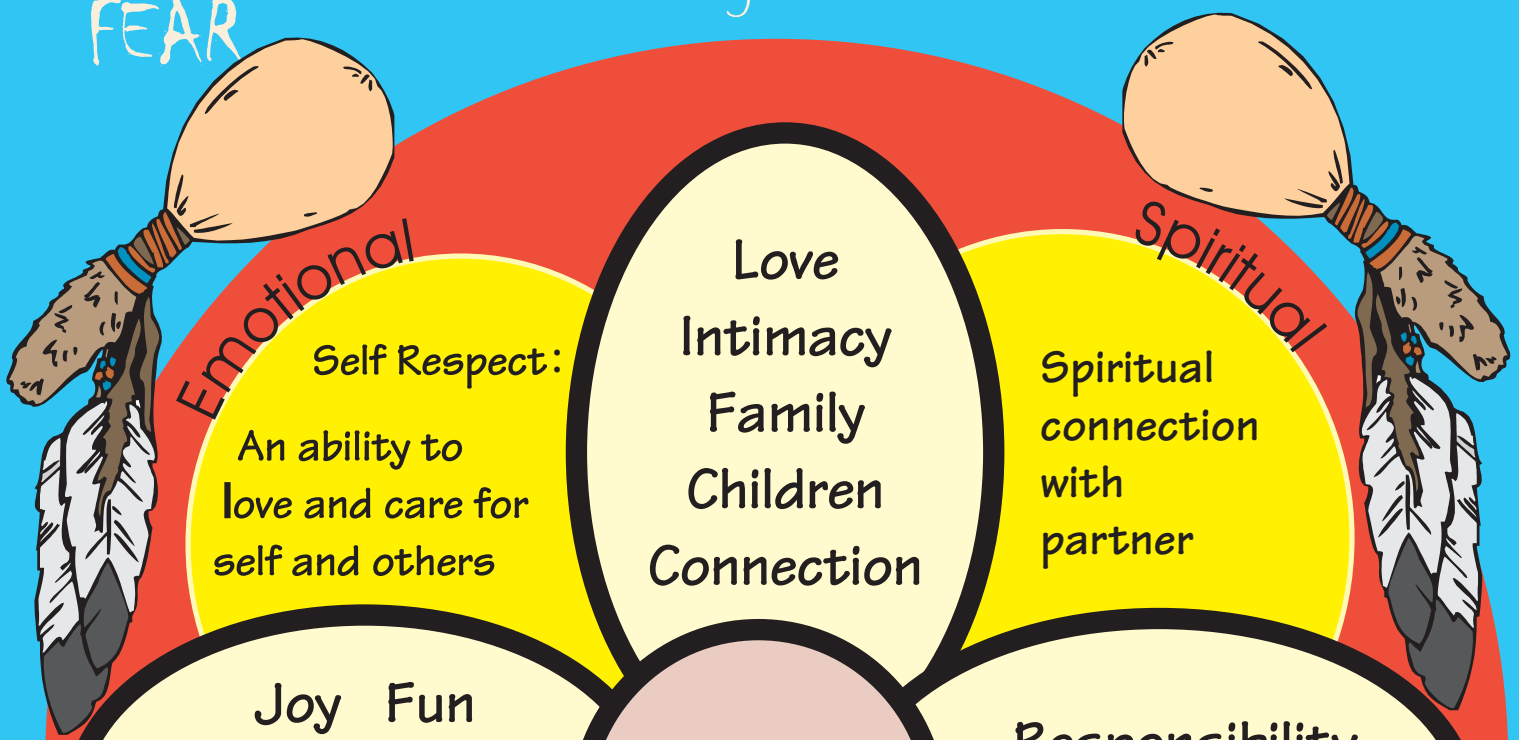 FEAR
Emotional
Spiritual
Love
Intimacy
Family
Children
Connection
Self Respect:
An ability to
love and care for
self and others
Spiritual
connection
with
partner
Joy Fun
Responsibility